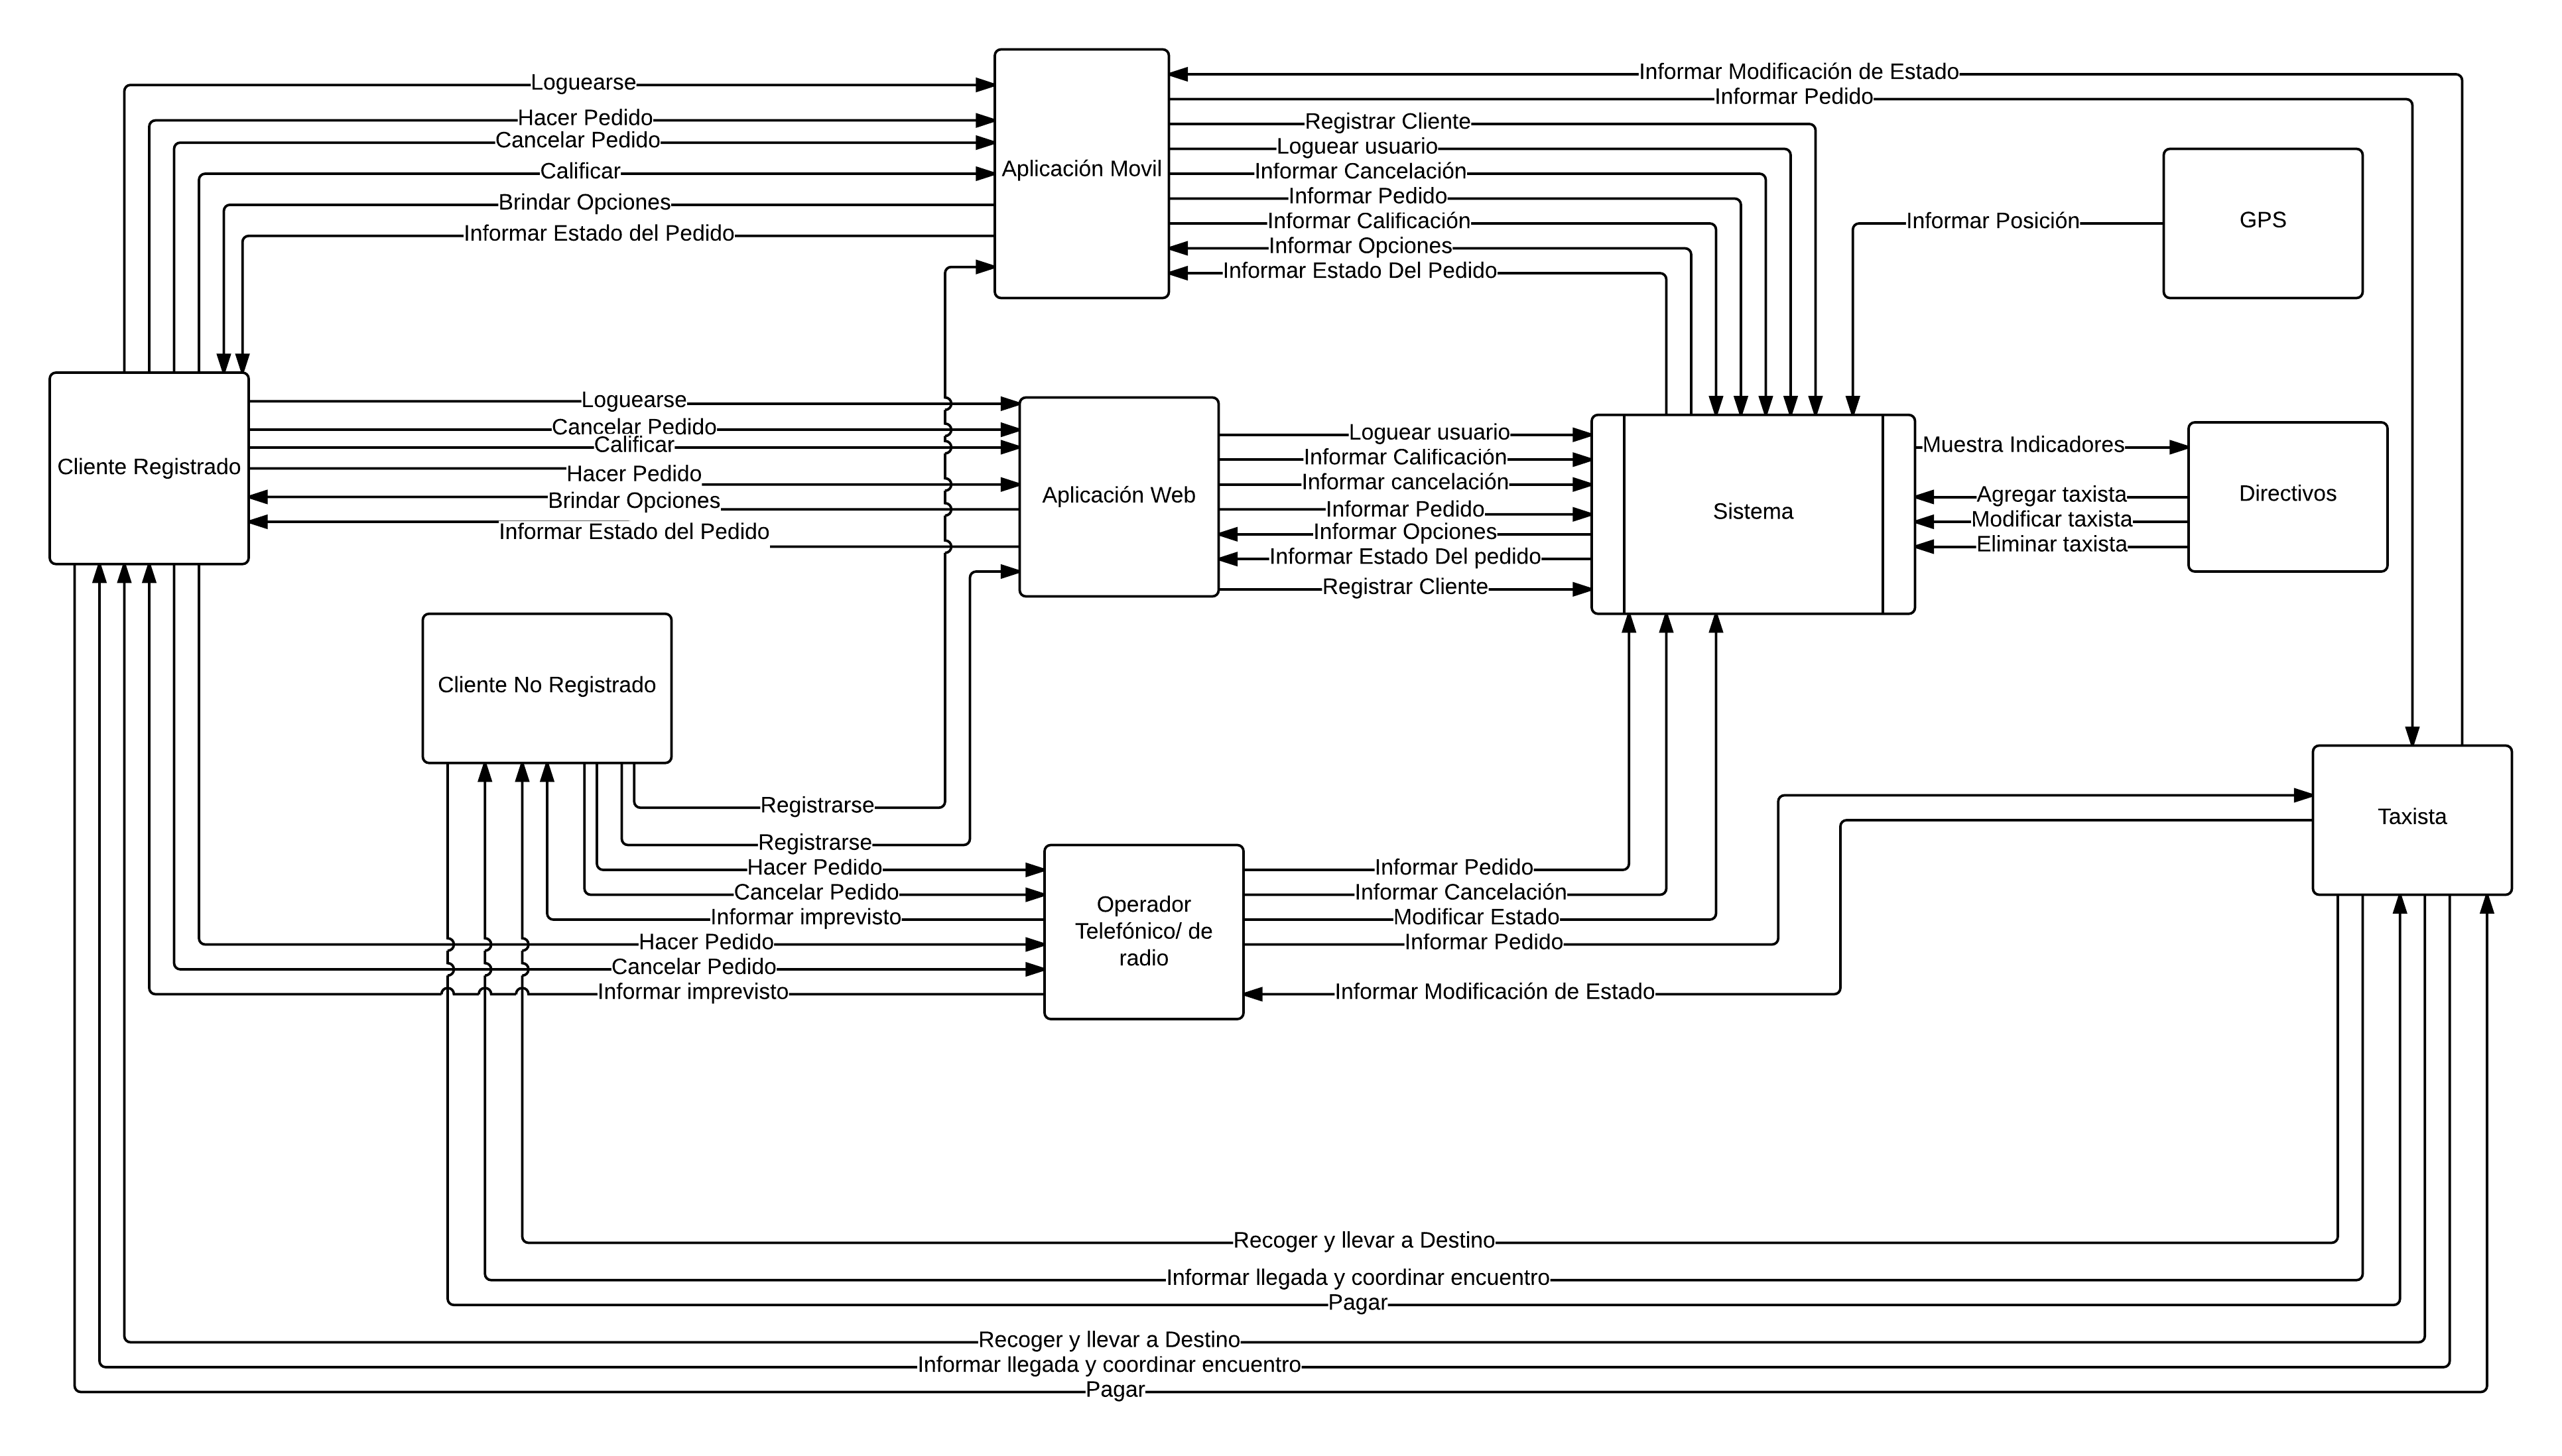 Informar Modificación de Estado
Loguearse
Informar Pedido
Hacer Pedido
Registrar Cliente
Cancelar Pedido
Loguear usuario
Aplicación Movil
Calificar
Informar Cancelación
Brindar Opciones
Informar Pedido
Informar Calificación
Informar Posición
GPS
Informar Estado del Pedido
Informar Opciones
Informar Estado Del Pedido
Loguearse
Cancelar Pedido
Calificar
Cliente Registrado
Hacer Pedido
Brindar Opciones
Informar Estado del Pedido
Aplicación Web
Loguear usuario
Informar Calificación
Informar cancelación
Informar Pedido
Informar Opciones
Informar Estado Del pedido
Registrar Cliente
Sistema
Muestra Indicadores
Agregar taxista
Modificar taxista
Eliminar taxista
Directivos
Cliente No Registrado
Registrarse
Registrarse
Hacer Pedido
Cancelar Pedido
Informar imprevisto
Hacer Pedido
Cancelar Pedido
Informar imprevisto
Operador
Telefónico/ de
radio
Informar Pedido
Informar Cancelación
Modificar Estado
Informar Pedido
Informar Modificación de Estado
Taxista
Recoger y llevar a Destino
Informar llegada y coordinar encuentro
Pagar
Recoger y llevar a Destino
Informar llegada y coordinar encuentro
Pagar